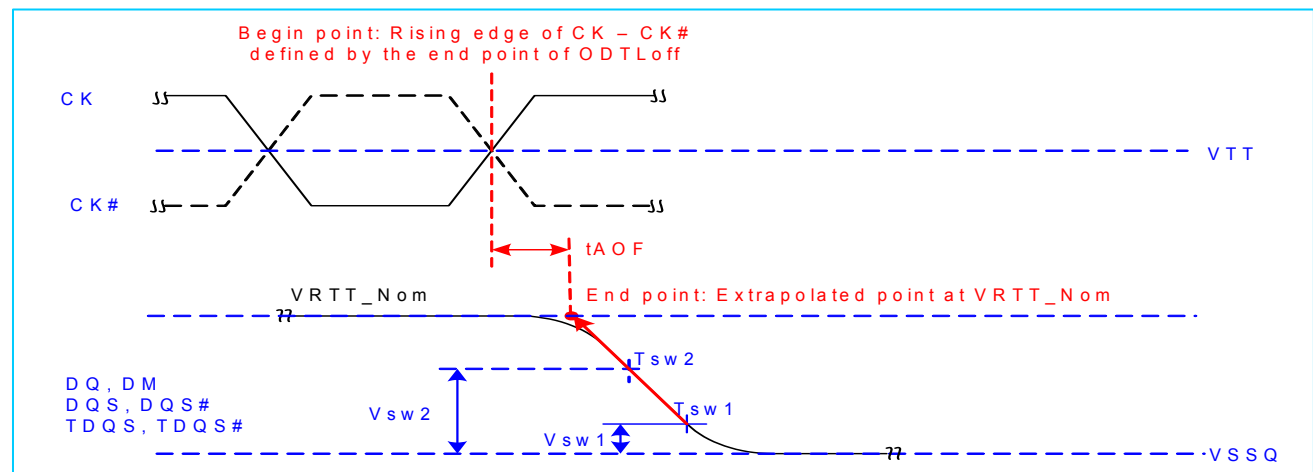 Begin point: Rising edge of CK – CK#
defined by the end point of ODTLoff
CK
VTT
CK#
tAOF
VRTT_Nom
End point: Extrapolated point at VRTT_Nom
Tsw2
DQ, DM
DQS, DQS#
TDQS, TDQS#
Vsw2
Tsw1
Vsw1
VSSQ